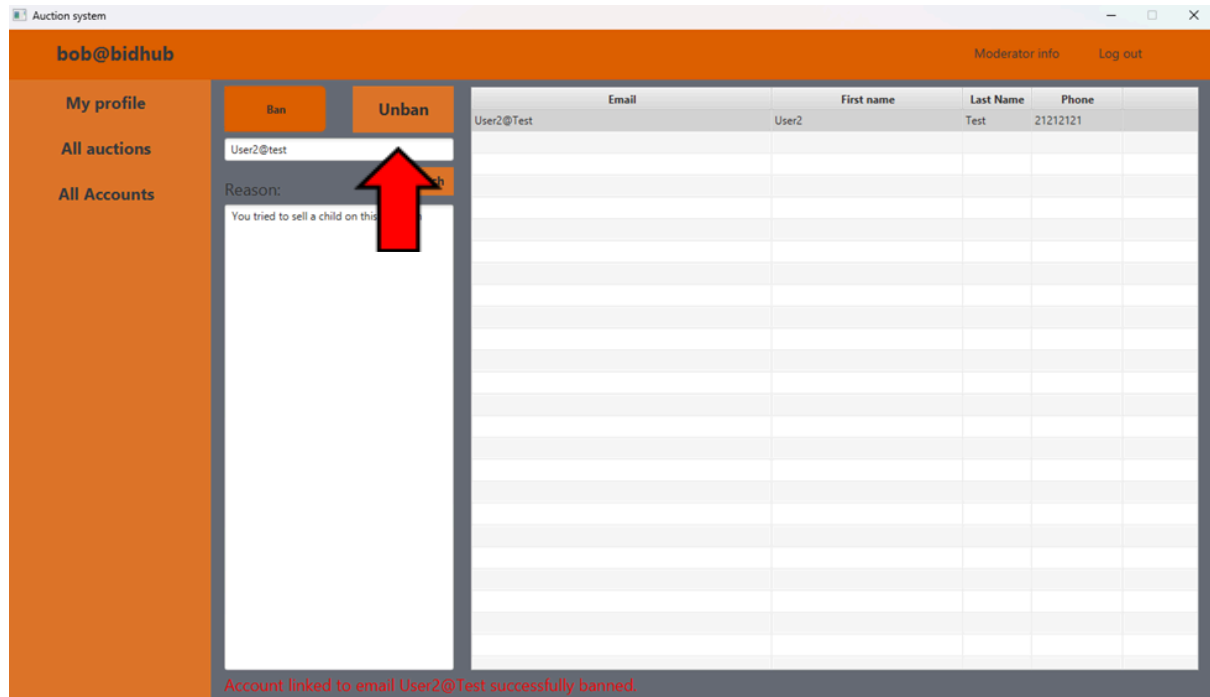 Auction system
bob@bidhub
Moderator info
Log out
My profile
All auctions
All Accounts
Ban
Unban
User2@test
Reason:
You tried to sell a child on this
Email First name Last Name Phone
User2@Test User2 Test 21212121
Account linked to email User2@Test successfully banned.